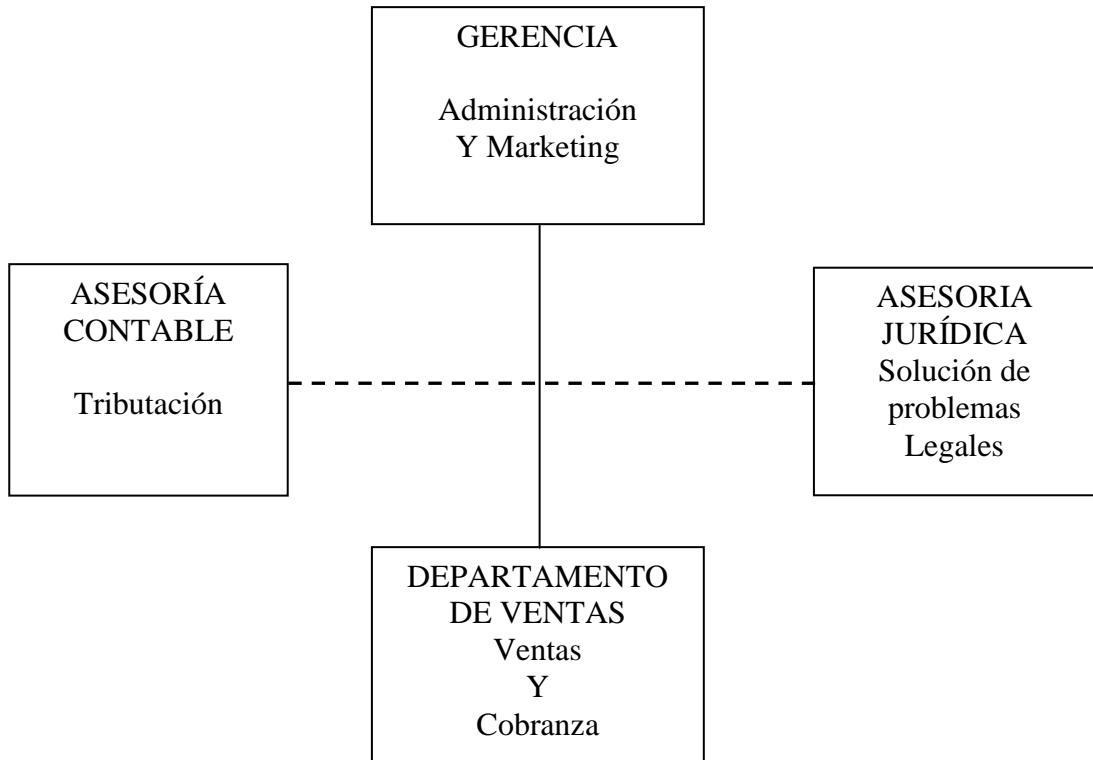 GERENCIA
Administración
Y Marketing
ASESORÍA
CONTABLE
Tributación
ASESORIA
JURÍDICA
Solución de
problemas
Legales
DEPARTAMENTO
DE VENTAS
Ventas
Y
Cobranza